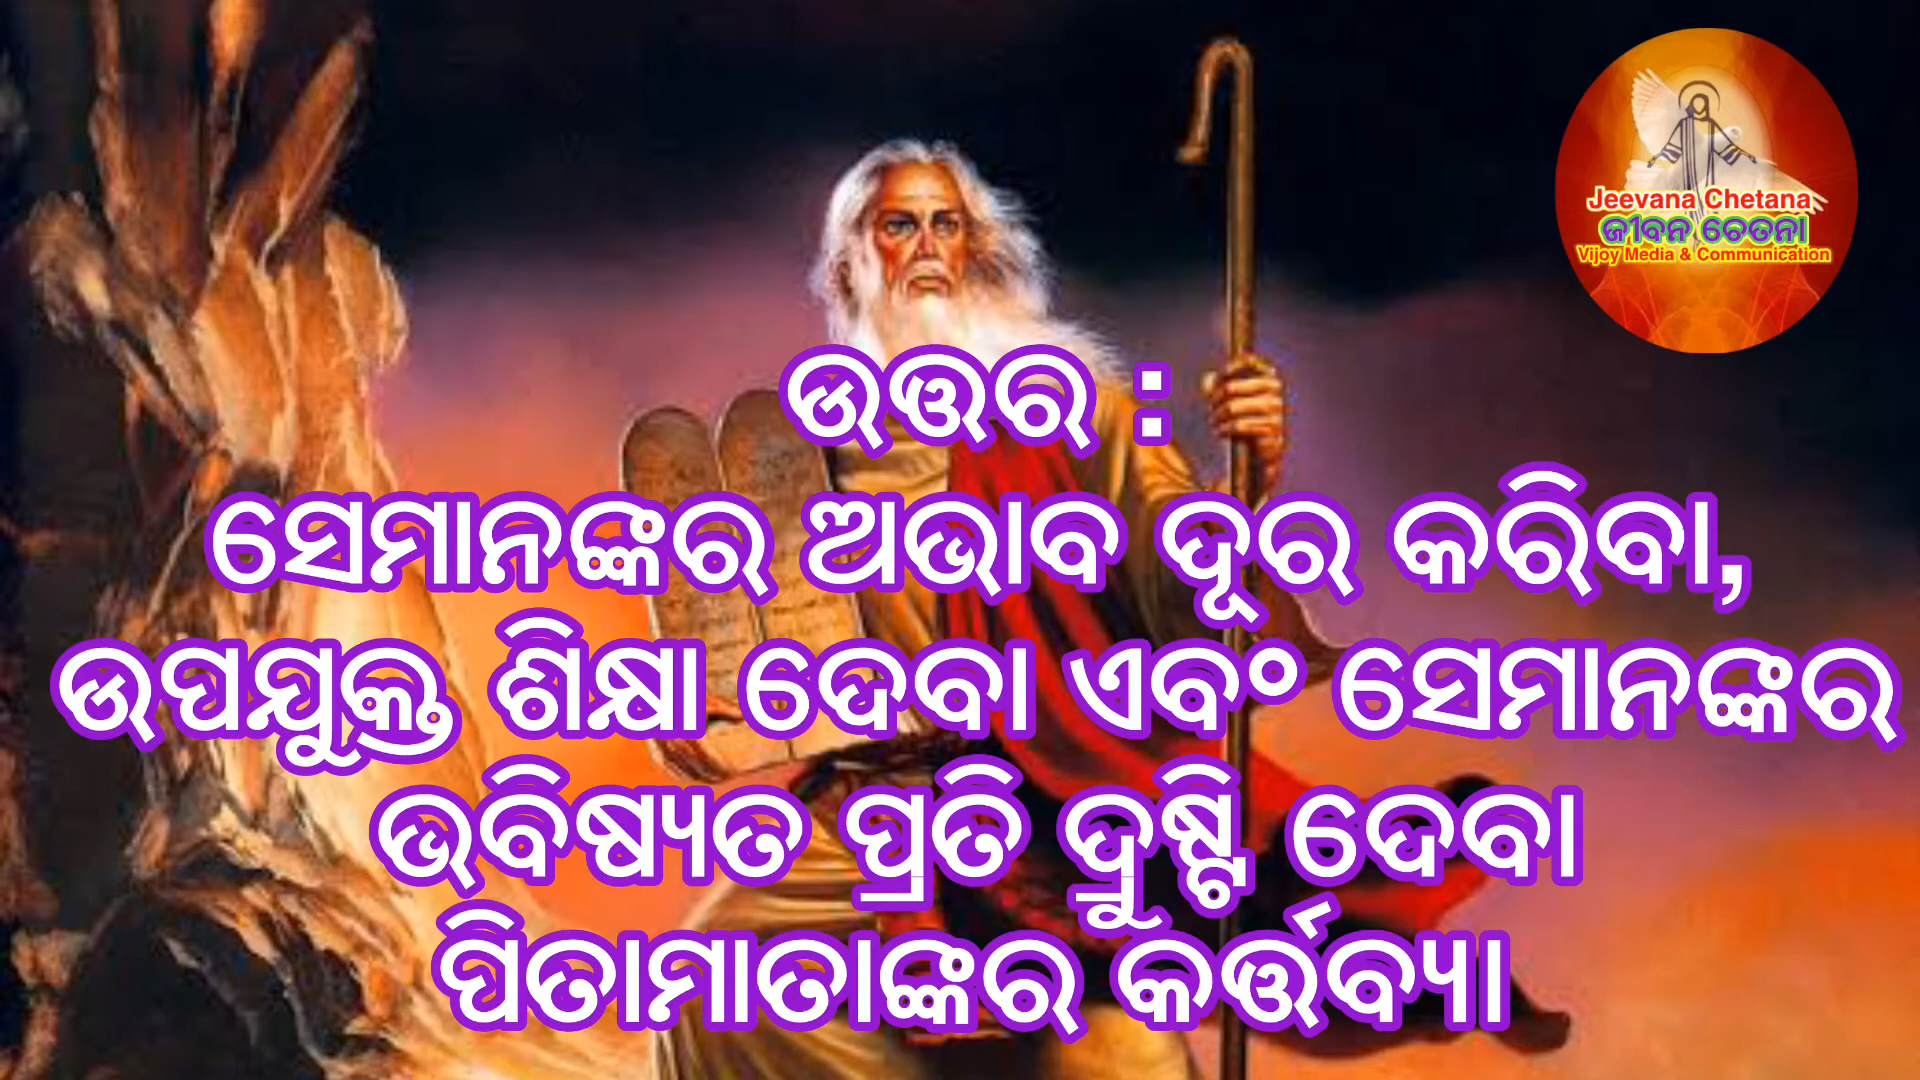 Jeevana Chetana
ଜୀବନ ଚେତନା
Vijoy Media & Communication
ଉତ୍ତର :
ସେମାନଙ୍କର ଅଭାବ ଦୂର କରିବା,
ଉପଯୁକ୍ତ ଶିକ୍ଷା ଦେବା ଏବଂ ସେମାନଙ୍କର
ଭବିଷ୍ୟତ ପ୍ରତି ଦ୍ରୁଷ୍ଟି ଦେବା
ପିତାମାତାଙ୍କର କର୍ତ୍ତବ୍ୟ।